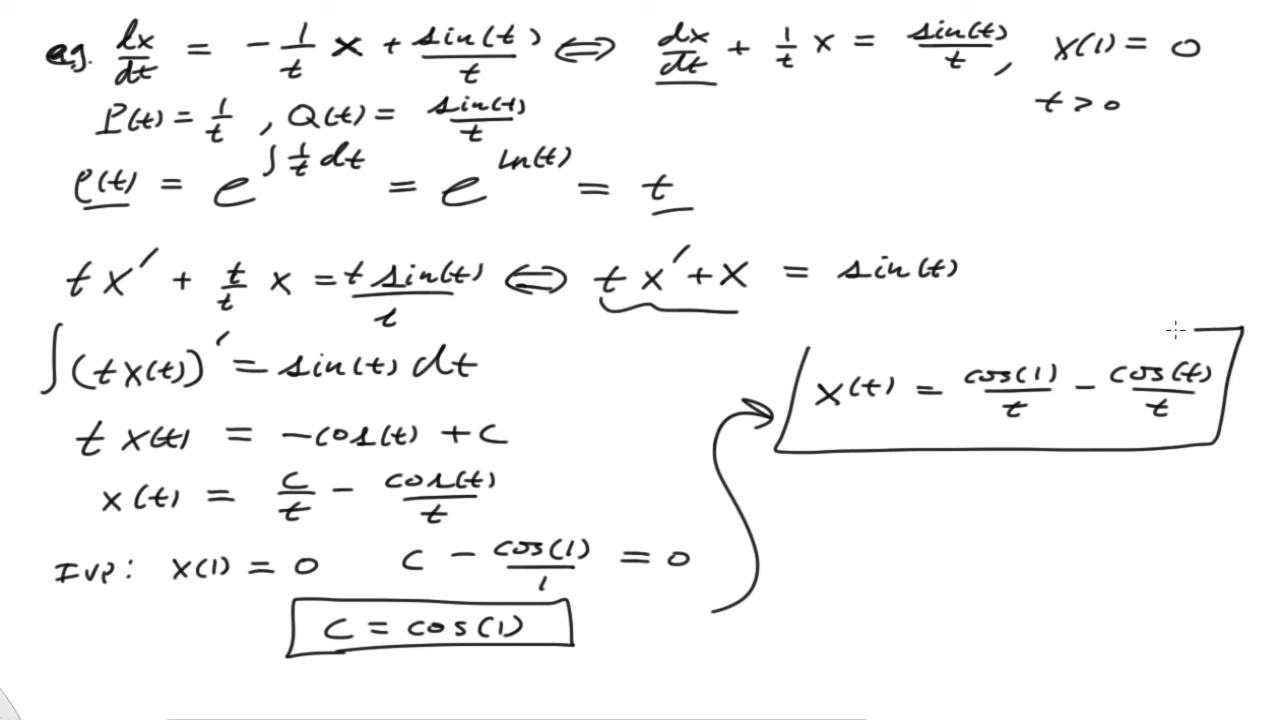 e.g. dx/dt = - 1/t x + sin(t)/t ⟺ dx/dt + 1/t x = sin(t)/t , x(1) = 0
P(t) = 1/t , Q(t) = sin(t)/t t > 0
ρ(t) = e^{∫ 1/t dt} = e^{ln(t)} = t
t x′ + t/t x = t sin(t)/t ⟺ t x′ + x = sin(t)
∫ (t x(t))′ = sin(t) dt
t x(t) = -cos(t) + C
x(t) = C/t - cos(t)/t
IVP: x(1) = 0 C - cos(1)/1 = 0
C = cos(1)
x(t) = cos(1)/t - cos(t)/t